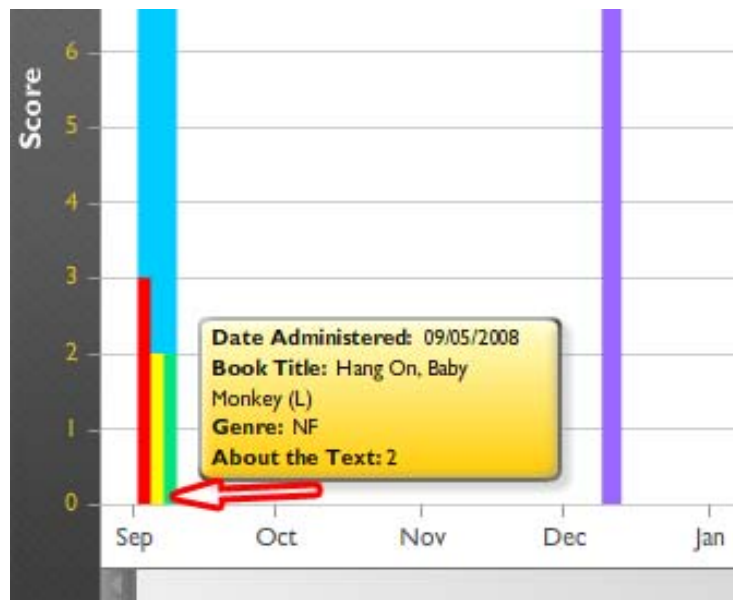 Score
6
5
4
3
2
1
0
Date Administered: 09/05/2008
Book Title: Hang On, Baby
Monkey (L)
Genre: NF
About the Text: 2
Sep Oct Nov Dec Jan